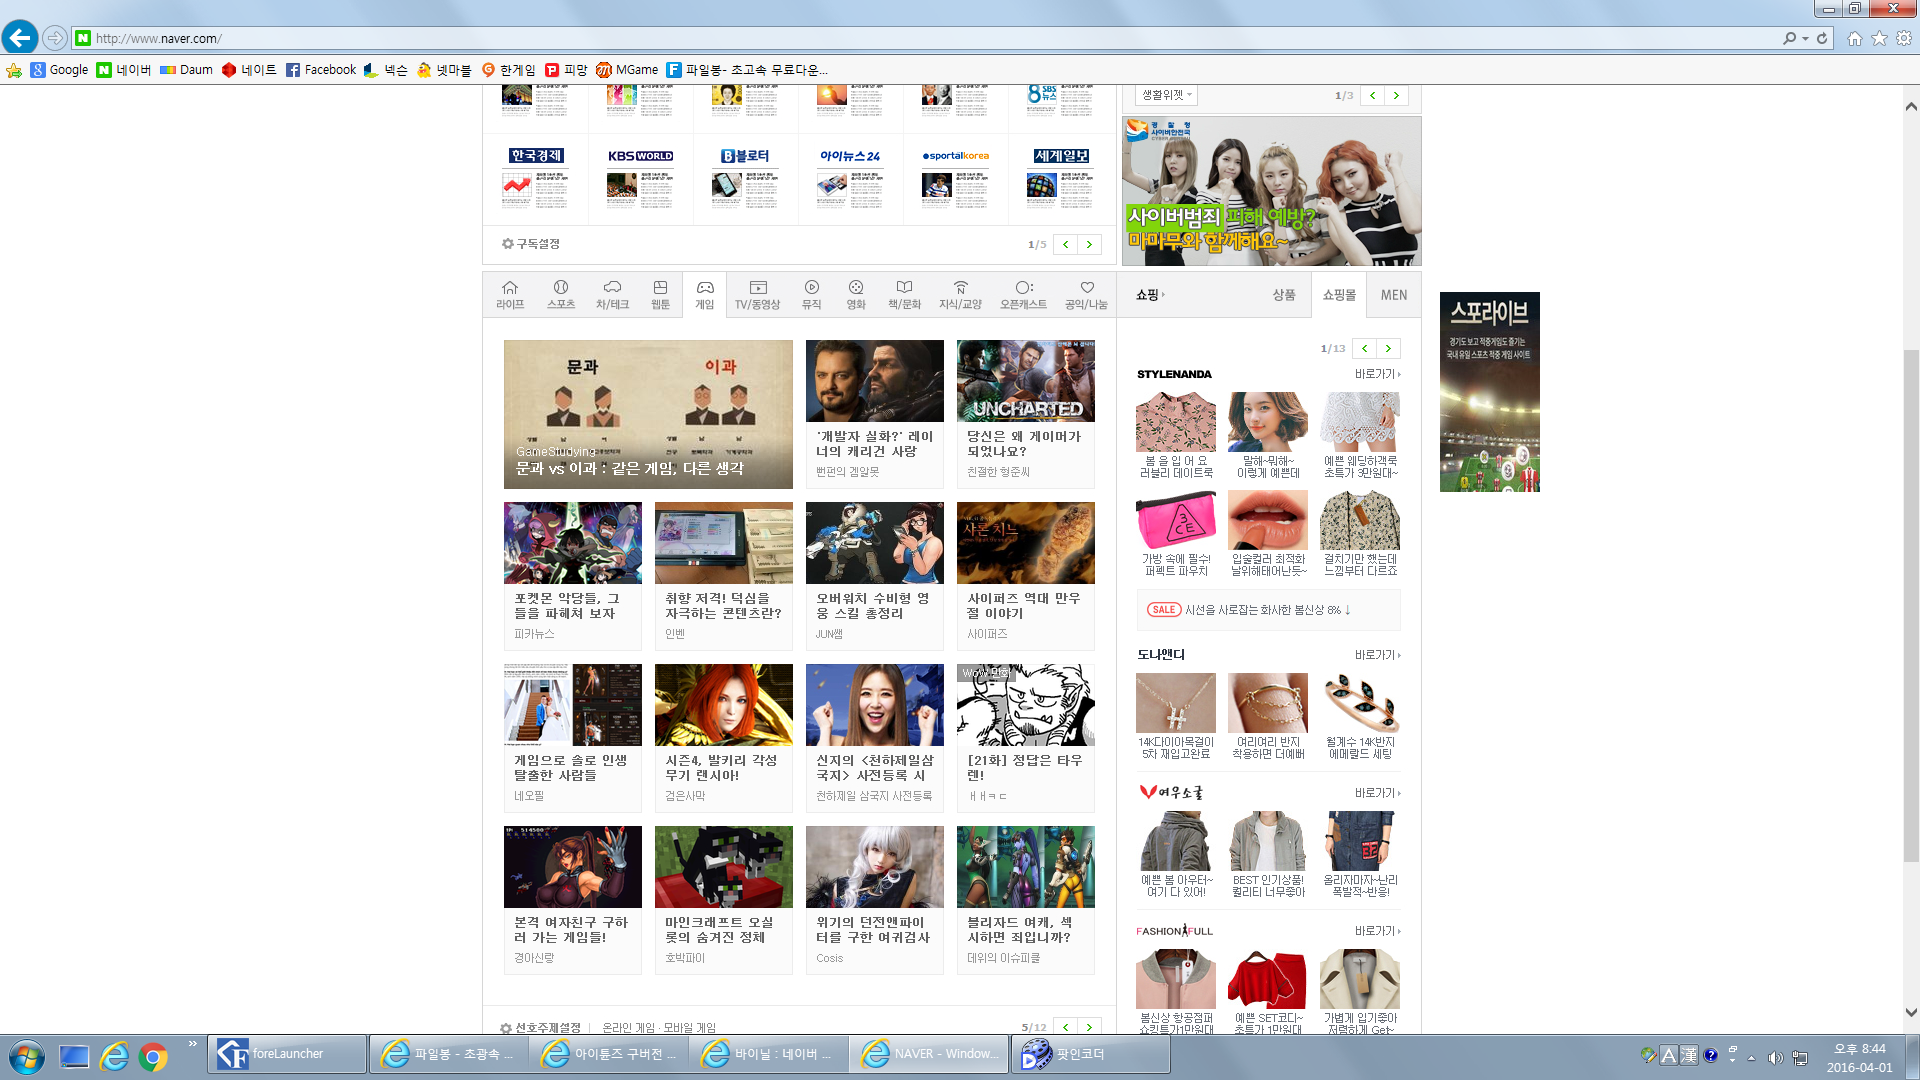 http://www.naver.com/
Google
네이버
Daum
네이트
Facebook
넥슨
넷마블
한게임
피망
MGame
파일봉- 초고속 무료다운...
8 SBS 뉴스
생활위젯
1/3
한국경제
KBS WORLD
블로터
아이뉴스24
sportalkorea
세계일보
경찰청
사이버안전국
사이버범죄 피해 예방?
마마무와 함께해요~
구독설정
1/5
라이프
스포츠
차/테크
웹툰
게임
TV/동영상
뮤직
영화
책/문화
지식/교양
오픈캐스트
공익/나눔
쇼핑
상품
쇼핑몰
MEN
문과
이과
GameStudying
문과 vs 이과 : 같은 게임, 다른 생각
'개발자 실화?' 레이
너의 캐리건 사랑
뻔펀의 겜알못
UNCHARTED
당신은 왜 게이머가
되었나요?
친절한 형준씨
포켓몬 악당들, 그
들을 파헤쳐 보자
피카뉴스
취향 저격! 덕심을
자극하는 콘텐츠란?
인벤
오버워치 수비형 영
웅 스킬 총정리
JUN쌤
사이퍼즈 역대 만우
절 이야기
사이퍼즈
게임으로 솔로 인생
탈출한 사람들
네오필
시즌4, 발키리 각성
무기 랜시아!
검은사막
신지의 <천하제일삼
국지> 사전등록 시
천하제일 삼국지 사전등록
Wow 만화
[21화] 정답은 타우
렌!
ㅐㅐㅋㄷ
514500
본격 여자친구 구하
러 가는 게임들!
경아신랑
마인크래프트 오실
롯의 숨겨진 정체
호박파이
위기의 던전앤파이
터를 구한 여귀검사
Cosis
블리자드 여캐, 섹
시하면 죄입니까?
데위의 이슈피클
선호주제설정
온라인 게임 · 모바일 게임
5/12
1/13
STYLENANDA
바로가기
봄 을 입 어 요
러블리 데이트룩
말해~뭐해~
이렇게 예쁜데
예쁜 웨딩하객룩
초특가 3만원대~
3CE
가방 속에 필수!
퍼펙트 파우치
입술컬러 최적화
날위해태어난듯~
걸치기만 했는데
느낌부터 다르죠
SALE 시선을 사로잡는 화사한 봄신상 6%↓
도나앤디
바로가기
14K다이아목걸이
5차 재입고완료
여리여리 반지
착용하면 더예뻐
월계수 14K반지
에메랄드 세팅
여우소굴
바로가기
예쁜 봄 아우터~
여기 다 있어!
BEST 인기상품!
퀄리티 너무좋아
올리자마자~난리
폭발적~반응!
FASHION FULL
바로가기
봄신상 항공점퍼
쇼킹특가1만원대
예쁜 SET코디~
초특가 1만원대
가볍게 입기좋아
저렴하게 Get~
스포라이브
경기도 보고 적중게임도 즐기는
국내 유일 스포츠 적중 게임 사이트
foreLauncher
파일봉 - 초광속 ...
아이튠즈 구버전 ...
바이닐 : 네이버 ...
NAVER - Window...
팟인코더
A 漢
오후 8:44
2016-04-01